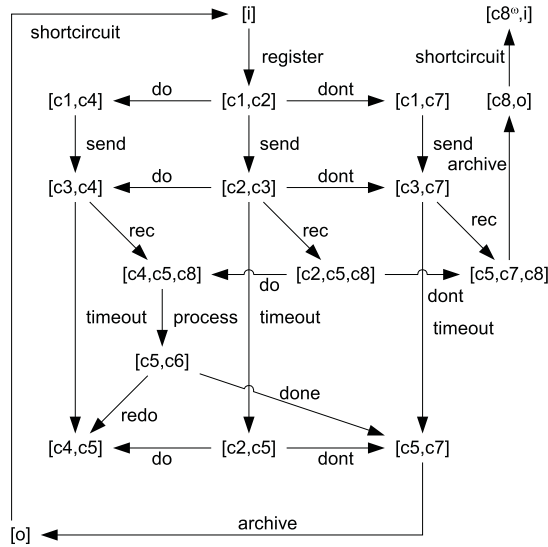 [i] [c8ω,i]
shortcircuit
register shortcircuit
[c1,c4] do [c1,c2] dont [c1,c7] [c8,o]
send send send
archive
[c3,c4] do [c2,c3] dont [c3,c7]
rec rec rec
[c4,c5,c8] do [c2,c5,c8] dont [c5,c7,c8]
timeout process timeout timeout
[c5,c6]
redo done
[c4,c5] do [c2,c5] dont [c5,c7]
archive
[o]